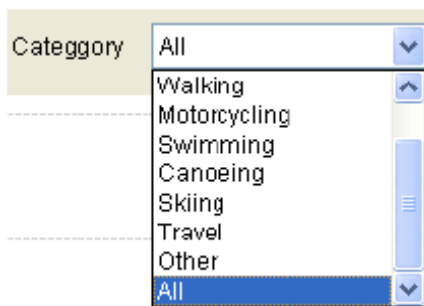 Categgory All
Walking
Motorcycling
Swimming
Canoeing
Skiing
Travel
Other
All